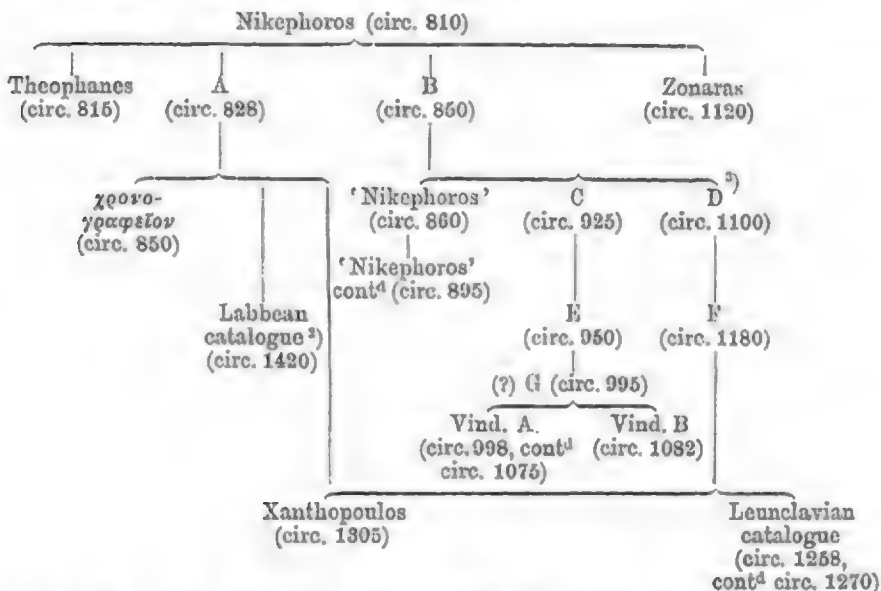 Nikephoros (circ. 810)
Theophanes A B Zonaras
(circ. 815) (circ. 828) (circ. 850) (circ. 1120)
χρονο- 'Nikephoros' C D ³)
γραφεῖον (circ. 860) (circ. 925) (circ. 1100)
(circ. 850)
'Nikephoros'
contᵈ (circ. 895)
Labbean E F
catalogue ²) (circ. 950) (circ. 1180)
(circ. 1420)
(?) G (circ. 995)
Vind. A. Vind. B
(circ. 998, contᵈ (circ. 1082)
circ. 1075)
Xanthopoulos Leunclavian
(circ. 1305) catalogue
(circ. 1258,
contᵈ circ. 1270)